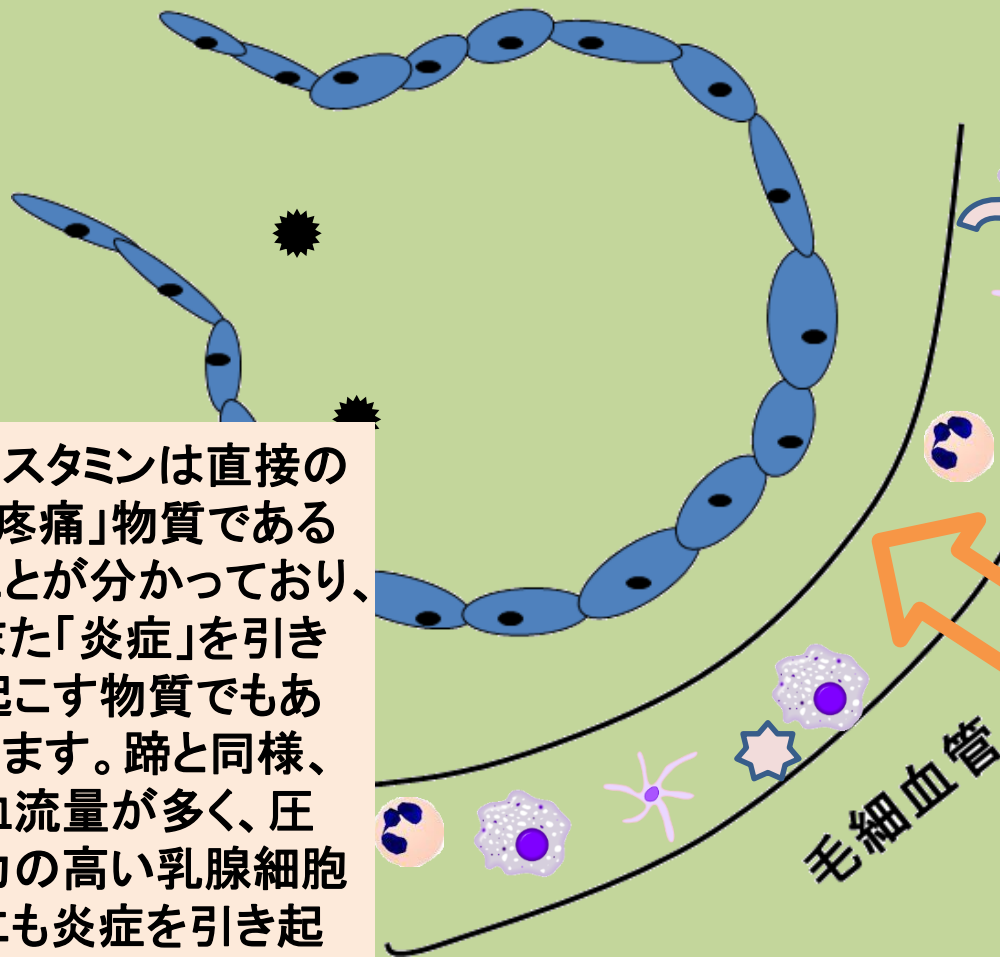 スタミンは直接の
疼痛」物質である
とが分かっており、
た「炎症」を引き
こす物質でもあ
ます。蹄と同様、
流量が多く、圧
の高い乳腺細胞
も炎症を引き起
毛細血管